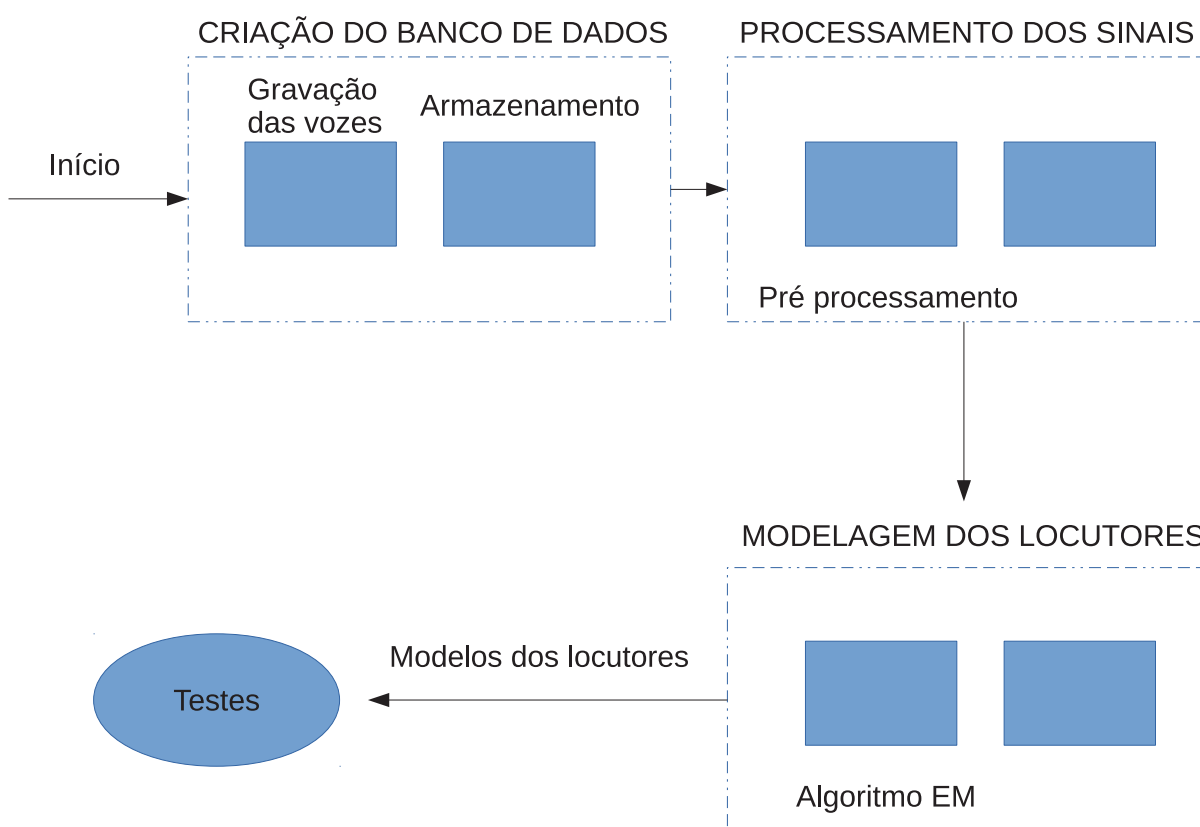 CRIAÇÃO DO BANCO DE DADOS
PROCESSAMENTO DOS SINAIS
Gravação
das vozes
Armazenamento
Início
Pré processamento
MODELAGEM DOS LOCUTORES
Modelos dos locutores
Testes
Algoritmo EM